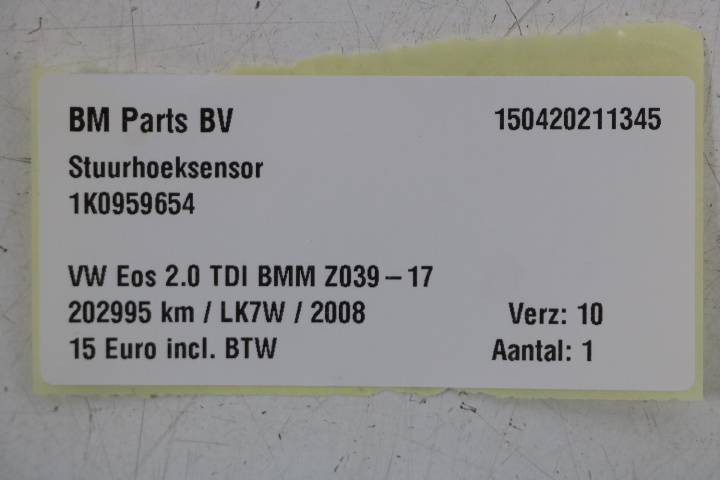 BM Parts BV 150420211345
Stuurhoeksensor
1K0959654
VW Eos 2.0 TDI BMM Z039-17
202995 km / LK7W / 2008 Verz: 10
15 Euro incl. BTW Aantal: 1